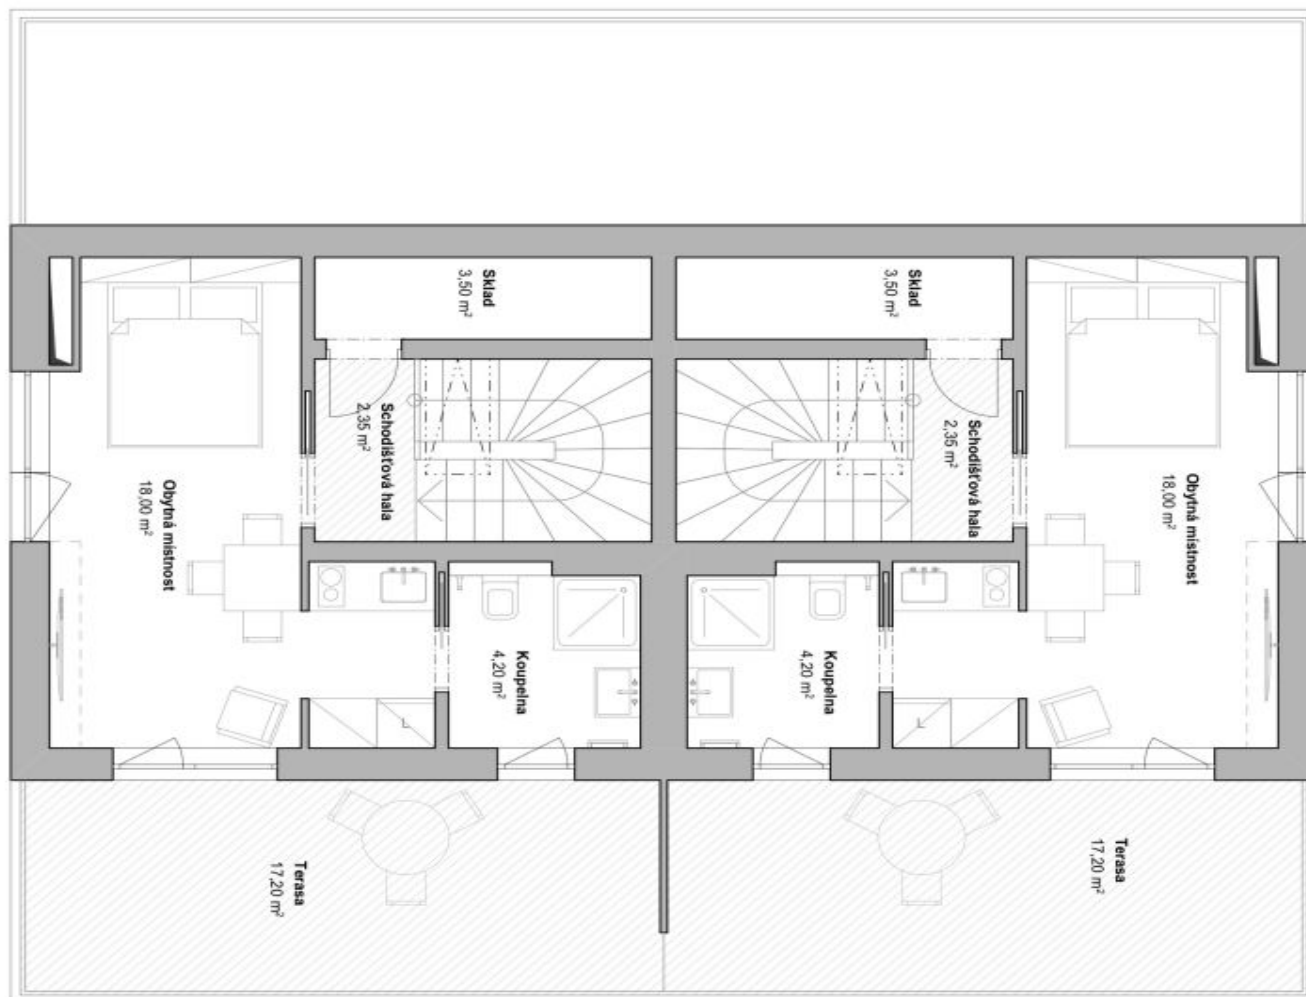 Sklad
3,50 m²
Sklad
3,50 m²
Schodišťová hala
2,35 m²
Schodišťová hala
2,35 m²
Obytná místnost
18,00 m²
Obytná místnost
18,00 m²
Koupelna
4,20 m²
Koupelna
4,20 m²
L
L
Terasa
17,20 m²
Terasa
17,20 m²